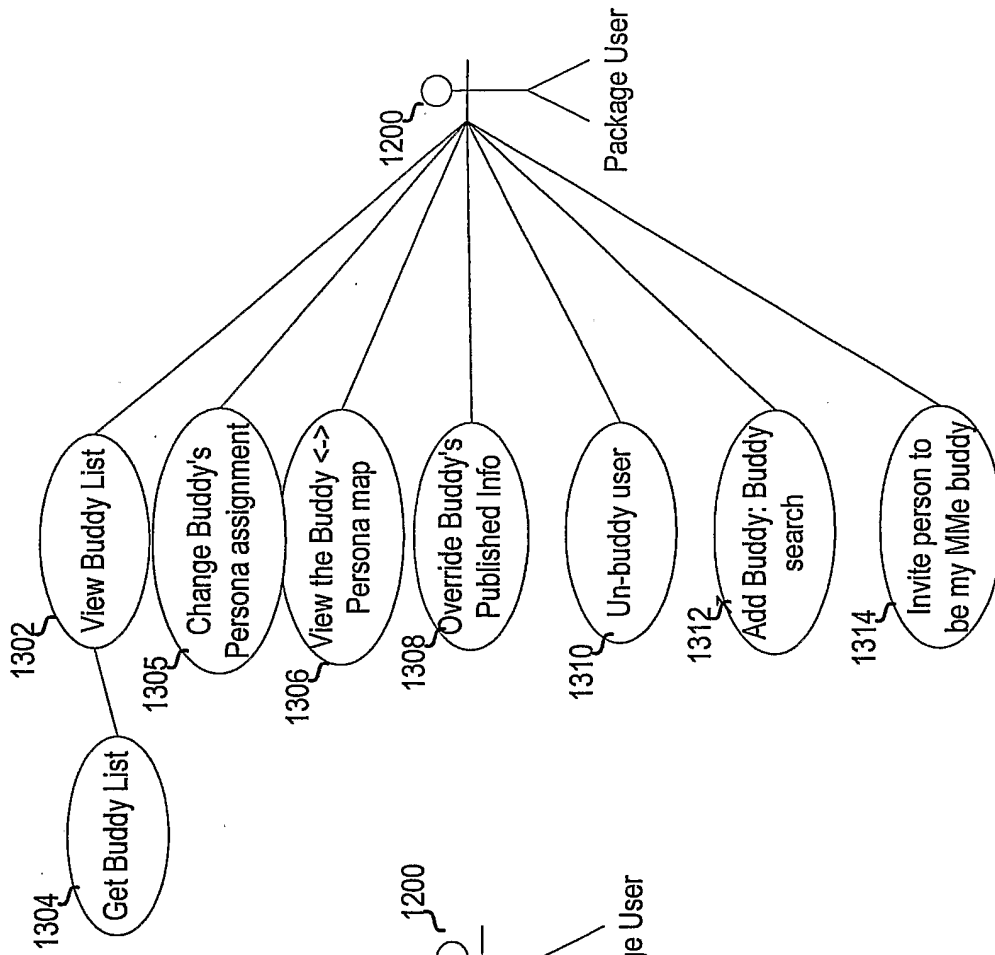 1302
View Buddy List
1304
Get Buddy List
1305
Change Buddy's
Persona assignment
1306
View the Buddy <->
Persona map
1308
Override Buddy's
Published Info
1310
Un-buddy user
1312
Add Buddy: Buddy
search
1314
Invite person to
be my MMe buddy
1200
Package User
1200
ge User